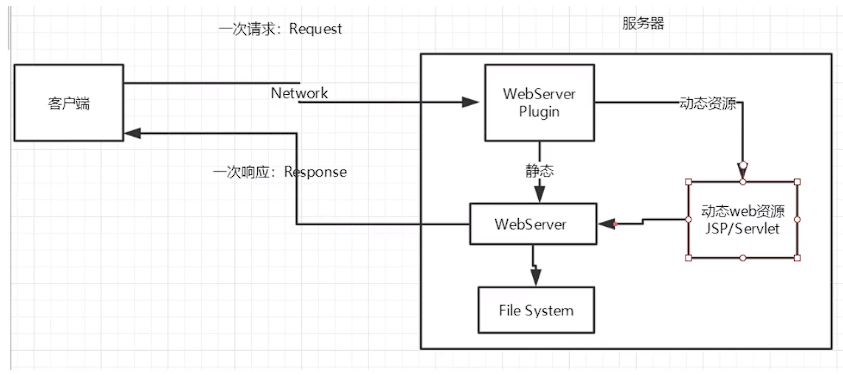 一次请求：Request
服务器
客户端
Network
WebServer
Plugin
动态资源
一次响应：Response
静态
动态web资源
JSP/Servlet
WebServer
File System